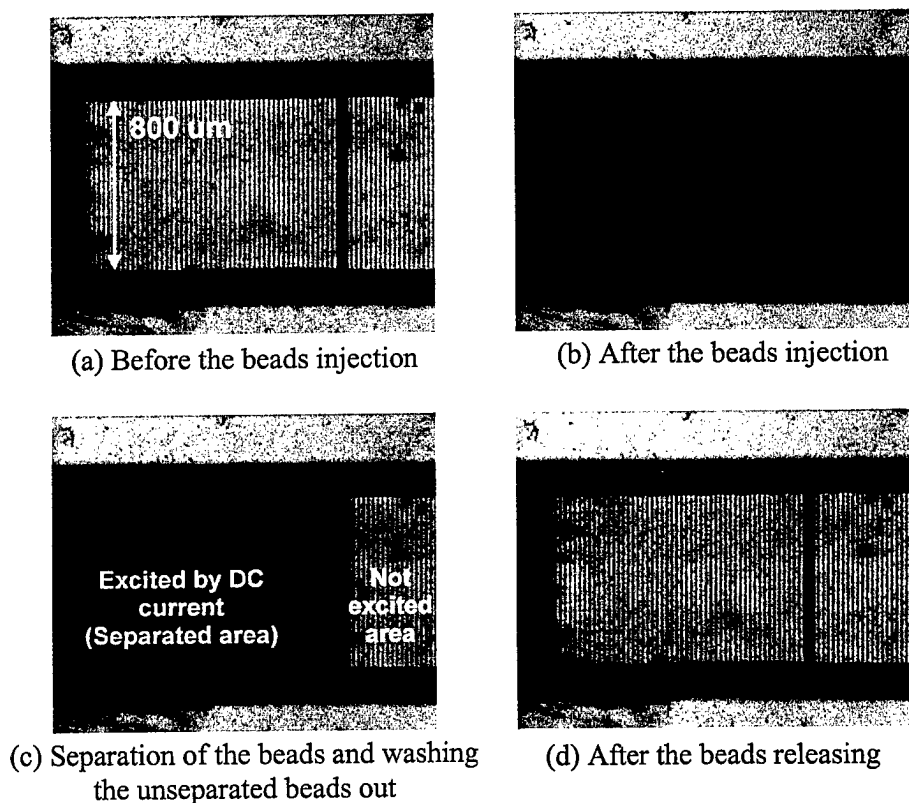 800 um
(a) Before the beads injection
(b) After the beads injection
Excited by DC
current
(Separated area)
Not
excited
area
(c) Separation of the beads and washing
the unseparated beads out
(d) After the beads releasing